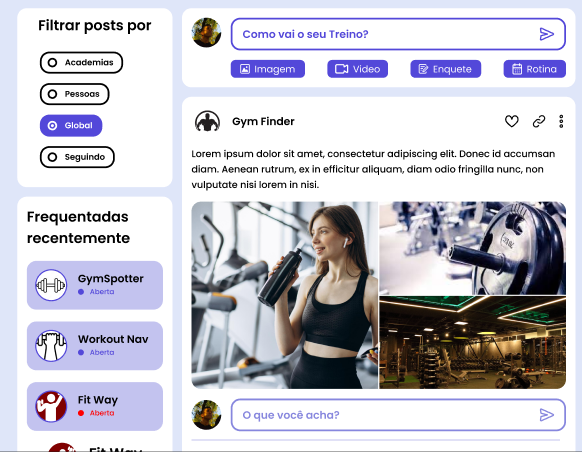 Filtrar posts por
Academias
Pessoas
Global
Seguindo
Frequentadas
recentemente
GymSpotter
Aberta
Workout Nav
Aberta
Fit Way
Aberta
Fit Way
Como vai o seu Treino?
Imagem
Video
Enquete
Rotina
Gym Finder
Lorem ipsum dolor sit amet, consectetur adipiscing elit. Donec id accumsan
diam. Aenean rutrum, ex in efficitur aliquam, diam odio fringilla nunc, non
vulputate nisi lorem in nisi.
O que você acha?